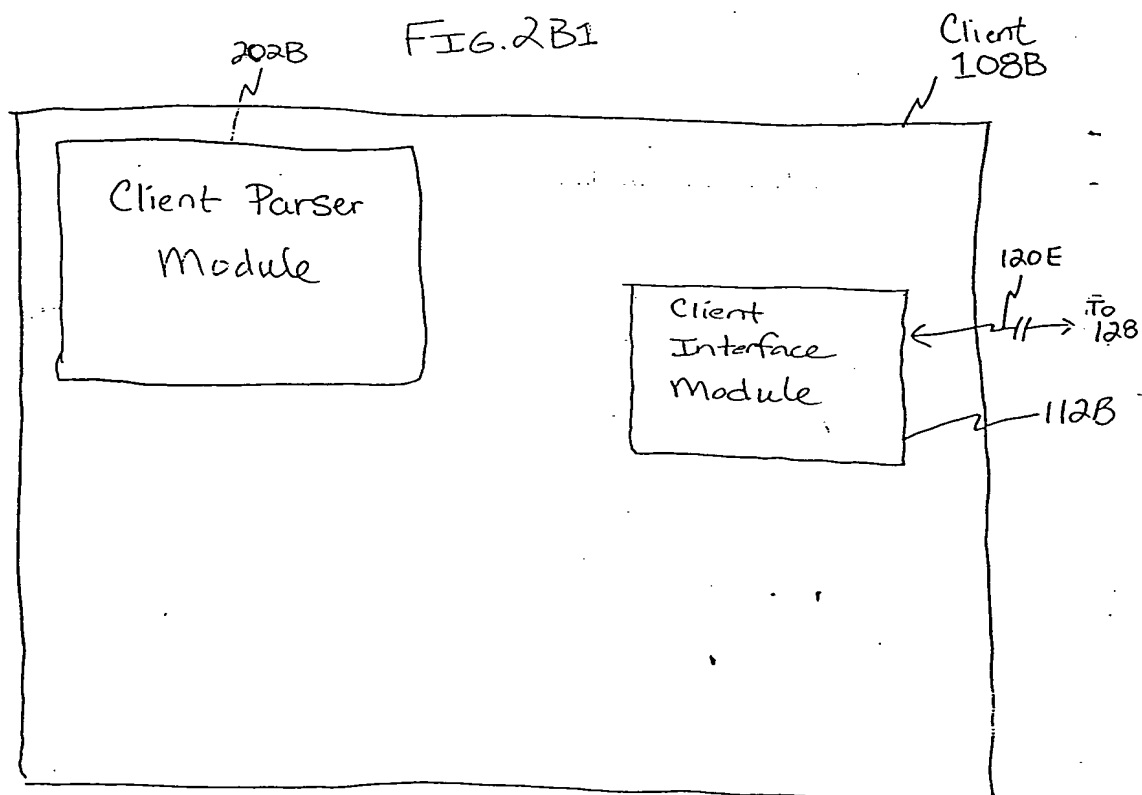 FIG.2B1
202B
Client
108B
Client Parser
Module
120E
To
128
Client
Interface
Module
112B